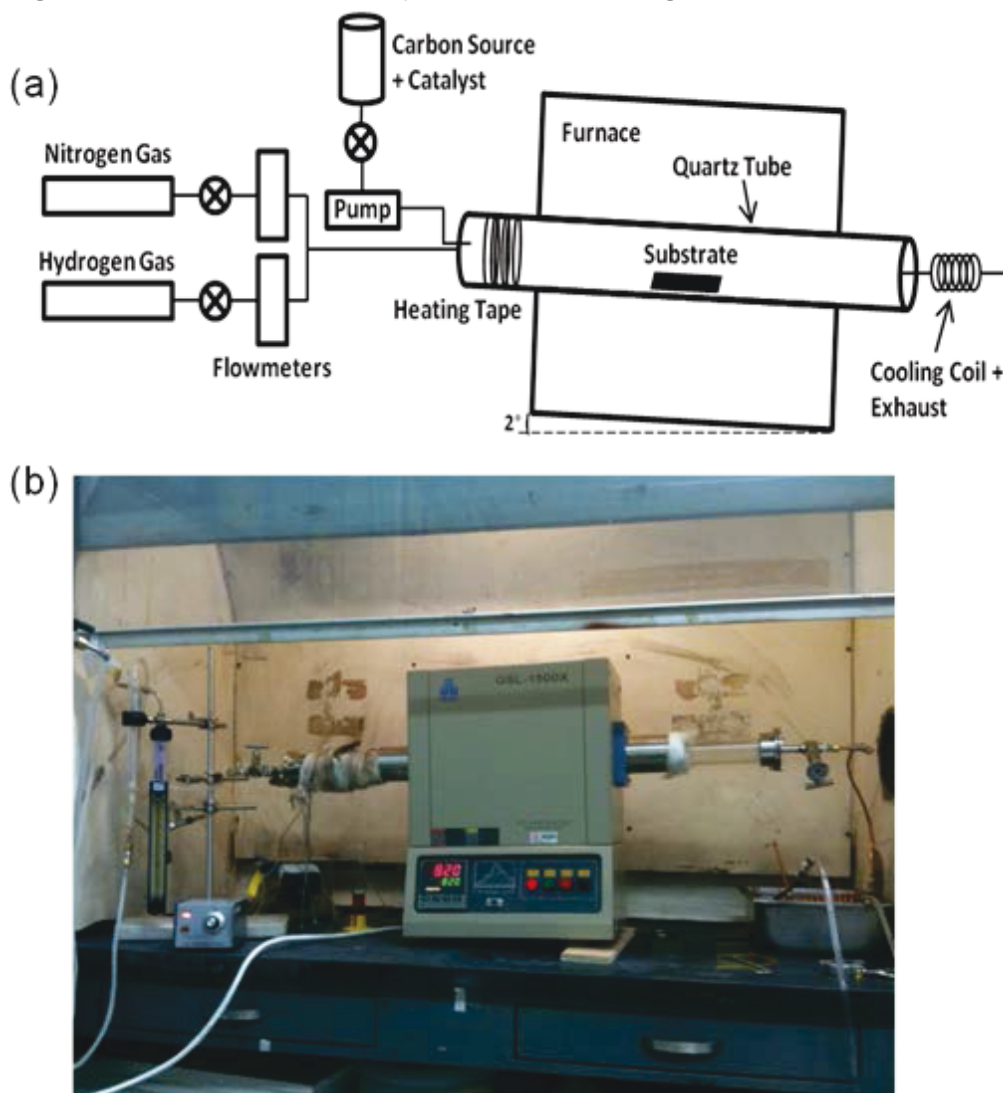 (a)
Carbon Source
+ Catalyst
Nitrogen Gas
Pump
Furnace
Quartz Tube
Substrate
Hydrogen Gas
Heating Tape
Flowmeters
Cooling Coil +
Exhaust
2°
(b)
GSL-1500X
820
820